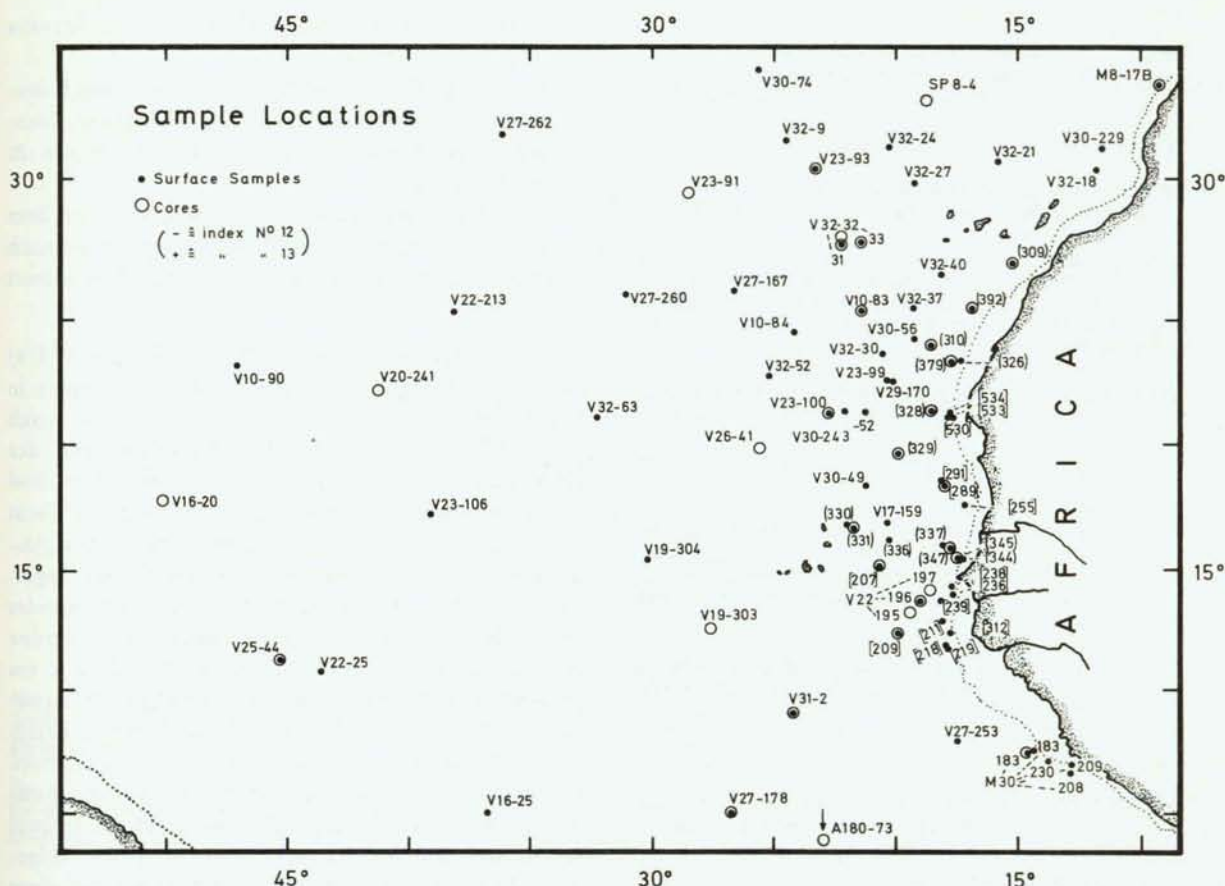 45° 30° 15°
V30-74 SP 8-4 M8-17B
Sample Locations
V27-262 V32-9 V32-24 V30-229
V23-93 V32-21
• Surface Samples V32-27 V32-18
30° V23-91 30°
○ Cores
( - ≙ index Nº 12 )
( + ≙ " " 13 )
V32-32 33 (309)
31 V32-40
V22-213 V27-260 V27-167 V10-83 V32-37 (392)
V10-84 V30-56 (310)
V32-30 (379) (326)
V10-90 V20-241 V32-52 V23-99
V29-170
V32-63 V23-100 (328) [534]
[533]
V30-243 -52 [530]
V26-41 (329)
V30-49 [291]
[289]
V16-20 V23-106 (330) V17-159 [255]
(331) (336) (337) (345)
V19-304 (347) (344)
15° [207] 197 [238] 15°
[236]
V22 196 [239]
V19-303 195
[209] [211] [312]
[218] [219]
V25-44 V22-25
V31-2
V27-253
183 183
M30 230 209
208
V16-25 V27-178 A180-73
AFRICA
45° 30° 15°